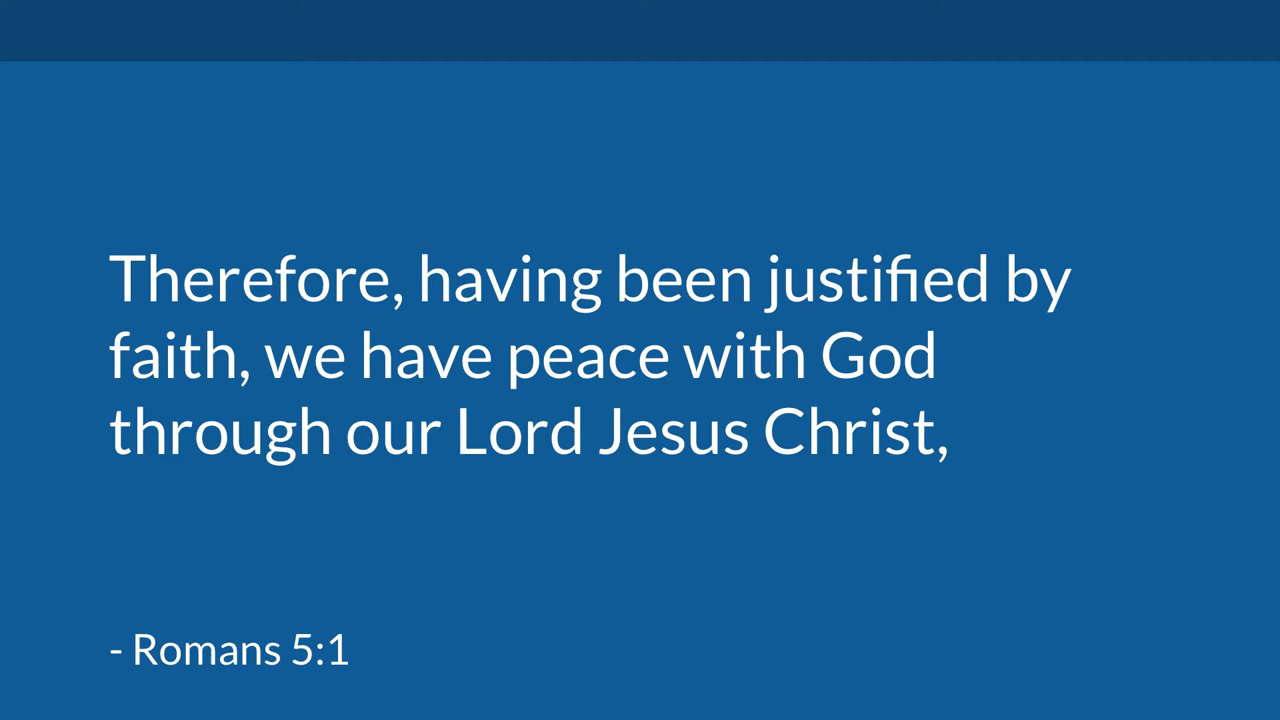 Therefore, having been justified by
faith, we have peace with God
through our Lord Jesus Christ,
- Romans 5:1